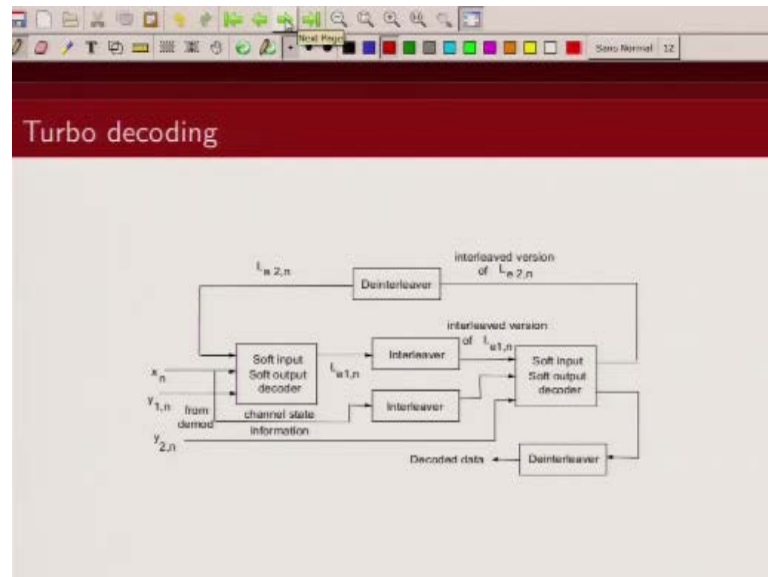 Next Page
Sans Normal 12
Turbo decoding
L e 2,n
Deinterleaver
interleaved version
of L e 2,n
interleaved version
of L e1,n
Soft input
Soft output
decoder
L e1,n
Interleaver
Soft input
Soft output
decoder
x n
y 1,n
from
demod
channel state
information
Interleaver
y 2,n
Decoded data
Deinterleaver